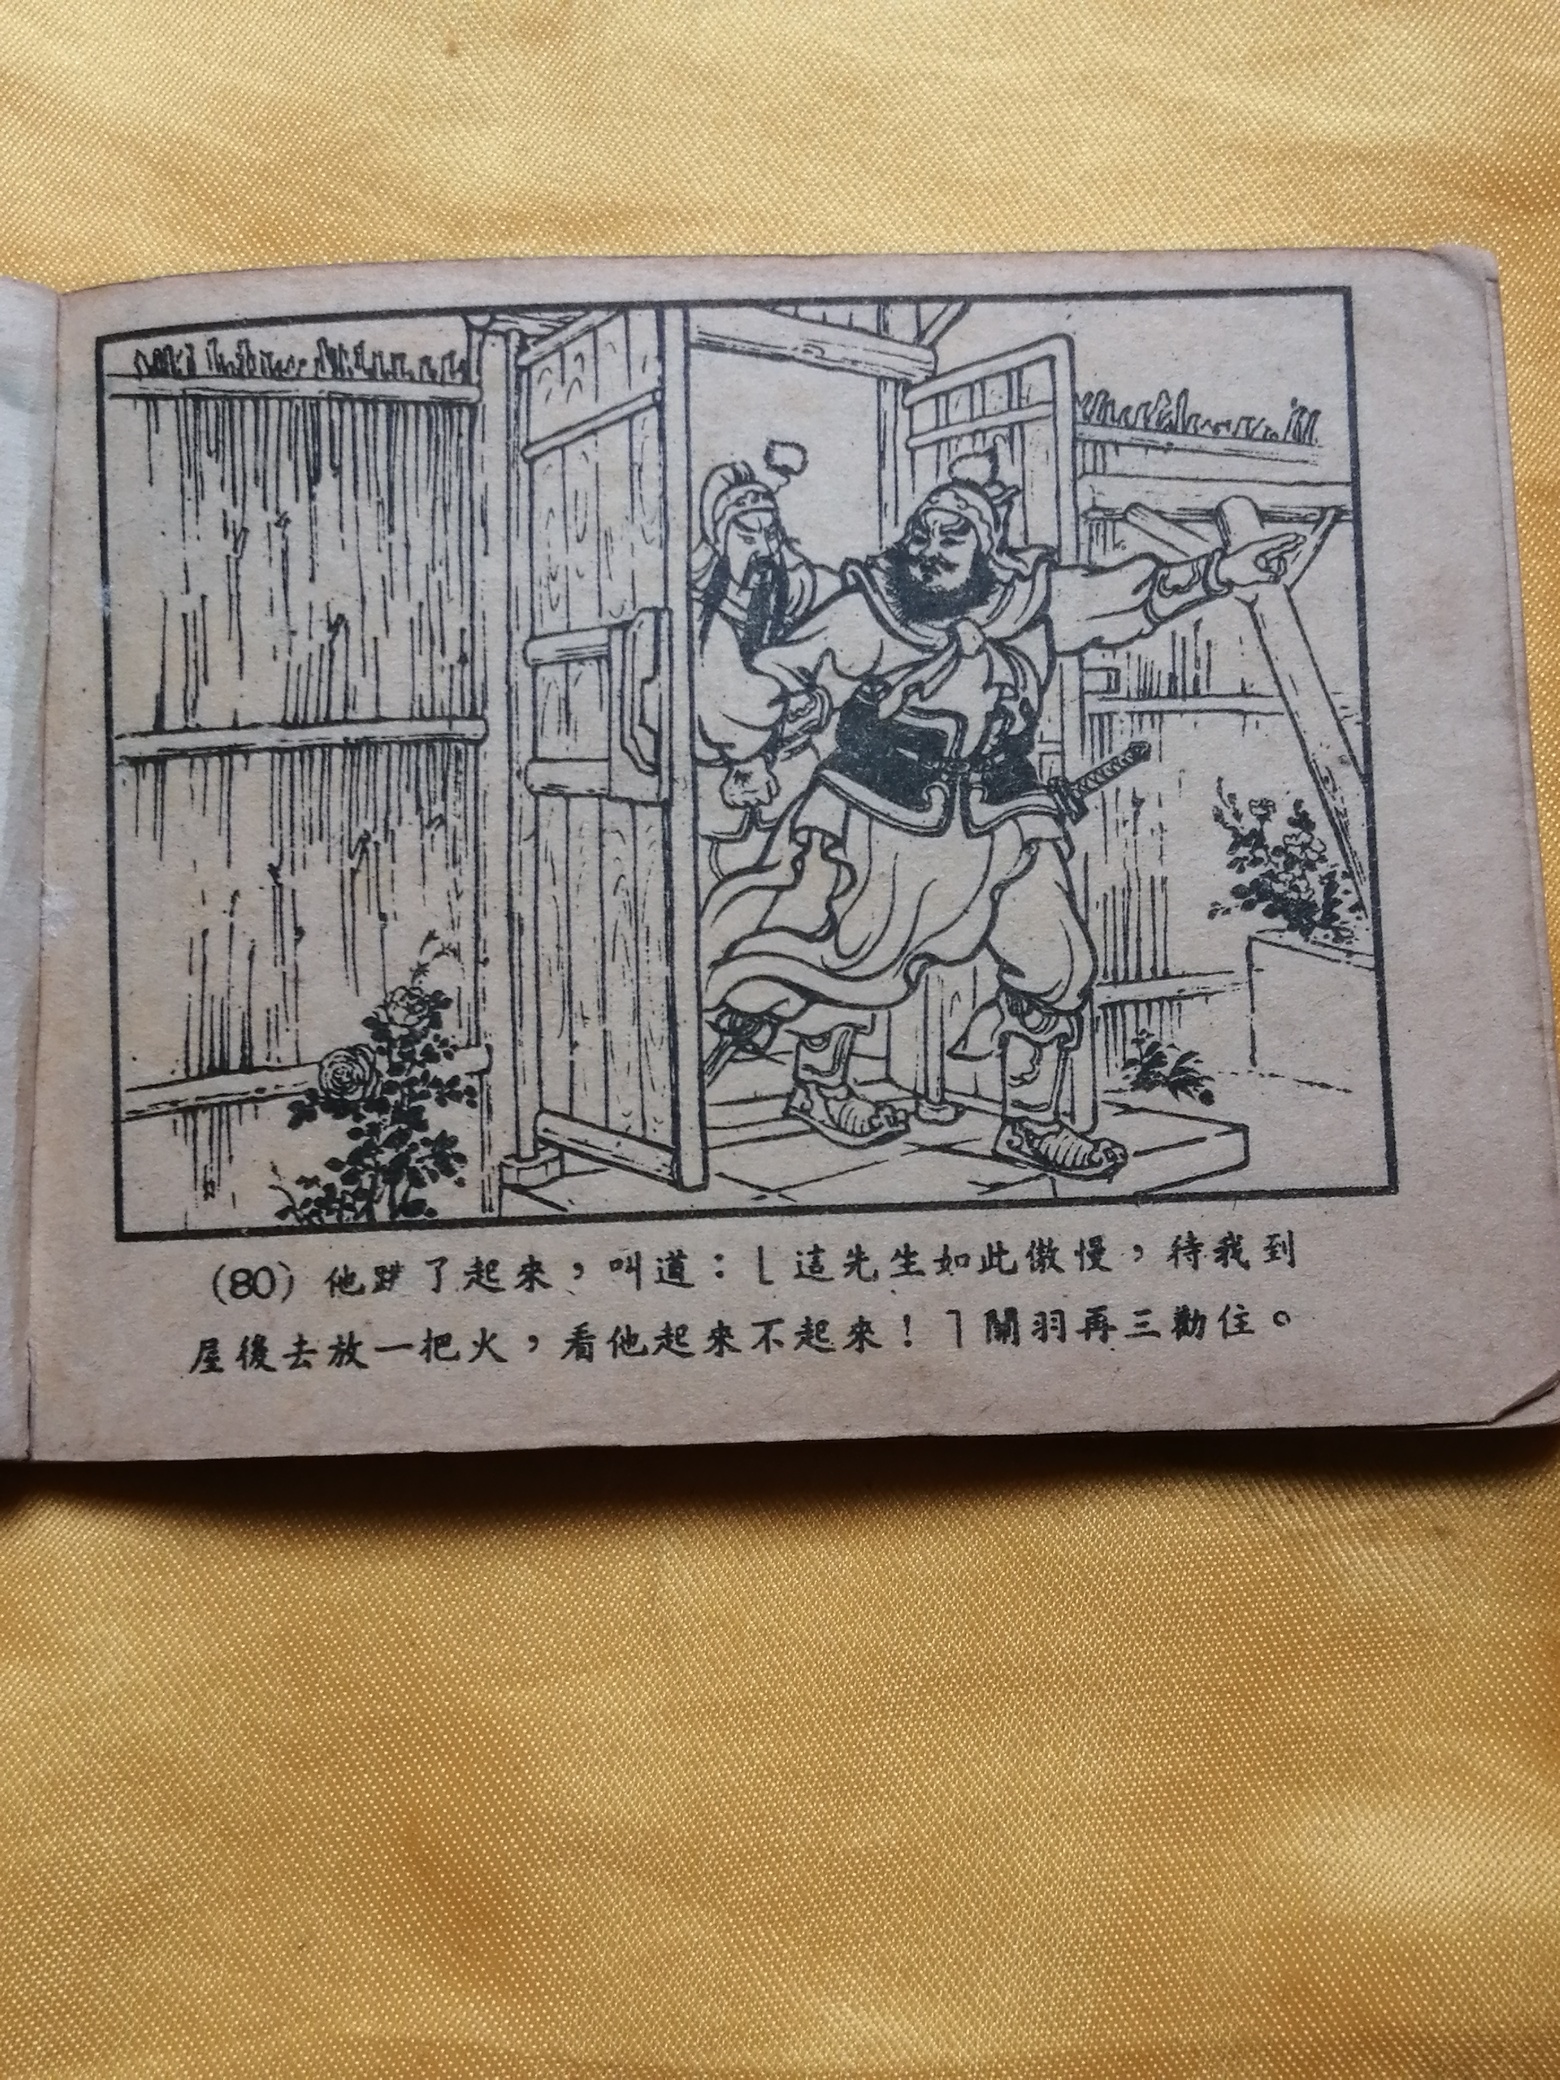 (80) 他跳了起來，叫道：⌊這先生如此傲慢，待我到
屋後去放一把火，看他起來不起來！⌉關羽再三勸住。